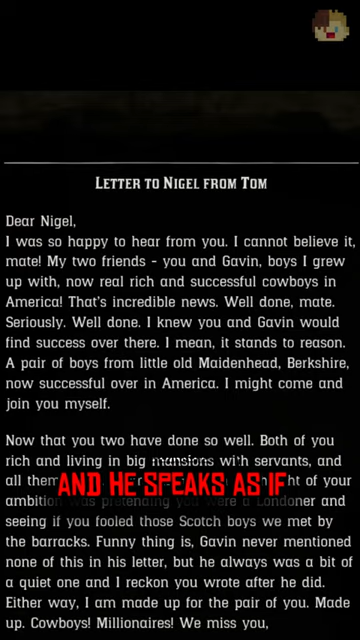 LETTER TO NIGEL FROM TOM
Dear Nigel,
I was so happy to hear from you. I cannot believe it,
mate! My two friends - you and Gavin, boys I grew
up with, now real rich and successful cowboys in
America! That's incredible news. Well done, mate.
Seriously. Well done. I knew you and Gavin would
find success over there. I mean, it stands to reason.
A pair of boys from little old Maidenhead, Berkshire,
now successful over in America. I might come and
join you myself.
Now that you two have done so well. Both of you
rich and living in big mansions with servants, and
all them
AND HE SPEAKS AS IF
ht of your
ambition was pretending you were a Londoner and
seeing if you fooled those Scotch boys we met by
the barracks. Funny thing is, Gavin never mentioned
none of this in his letter, but he always was a bit of
a quiet one and I reckon you wrote after he did.
Either way, I am made up for the pair of you. Made
up. Cowboys! Millionaires! We miss you,